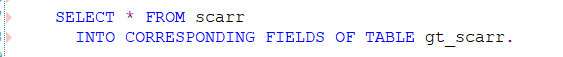 SELECT * FROM scarr
INTO CORRESPONDING FIELDS OF TABLE gt_scarr.